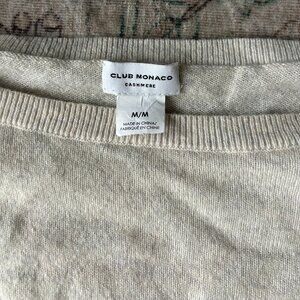 CLUB MONACO
CASHMERE
M/M
MADE IN CHINA/
FABRIQUÉ EN CHINE